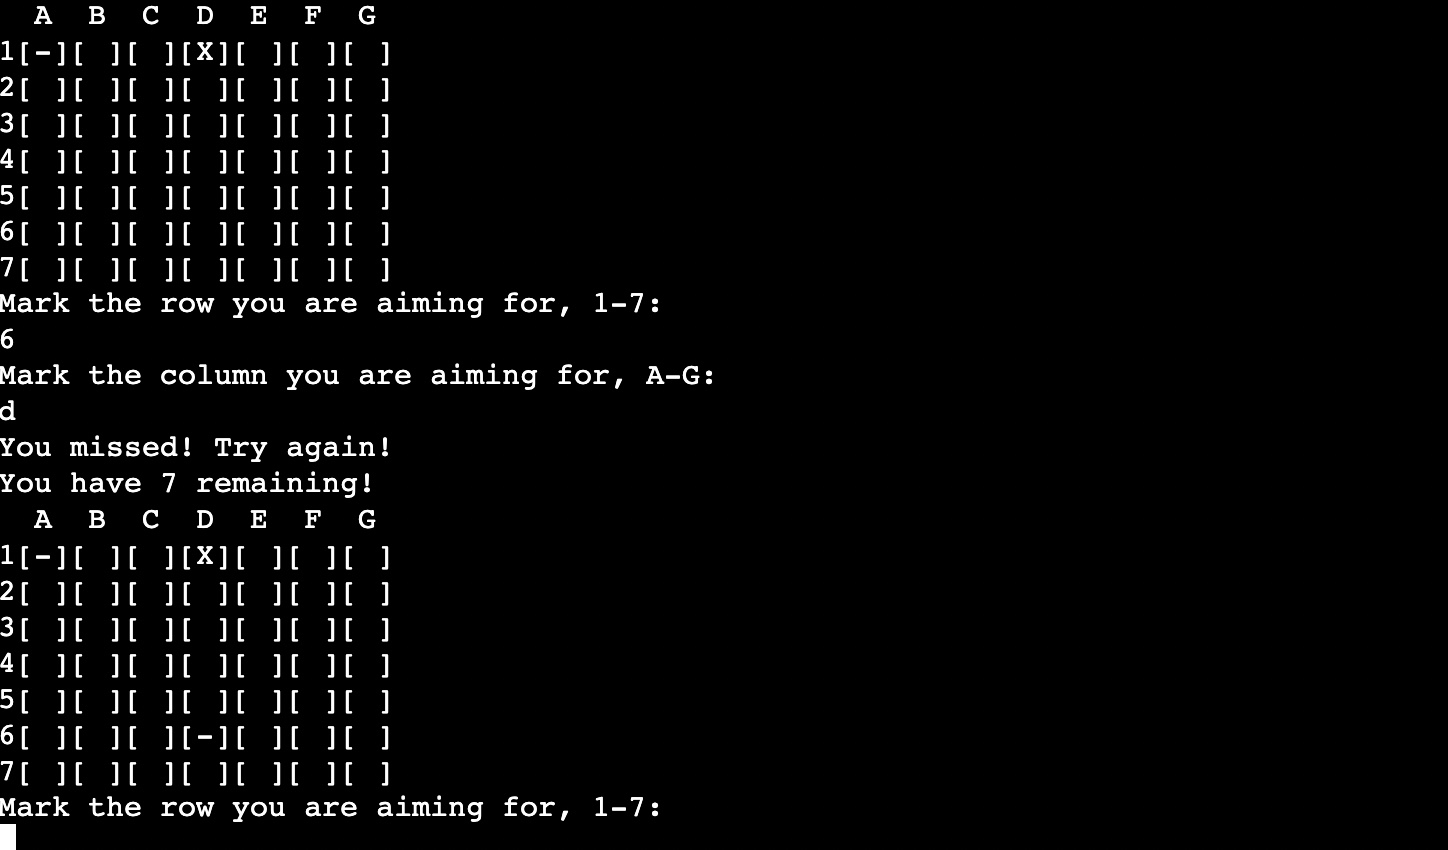 A  B  C  D  E  F  G
1[-][ ][ ][X][ ][ ][ ]
2[ ][ ][ ][ ][ ][ ][ ]
3[ ][ ][ ][ ][ ][ ][ ]
4[ ][ ][ ][ ][ ][ ][ ]
5[ ][ ][ ][ ][ ][ ][ ]
6[ ][ ][ ][ ][ ][ ][ ]
7[ ][ ][ ][ ][ ][ ][ ]
Mark the row you are aiming for, 1-7:
6
Mark the column you are aiming for, A-G:
d
You missed! Try again!
You have 7 remaining!
  A  B  C  D  E  F  G
1[-][ ][ ][X][ ][ ][ ]
2[ ][ ][ ][ ][ ][ ][ ]
3[ ][ ][ ][ ][ ][ ][ ]
4[ ][ ][ ][ ][ ][ ][ ]
5[ ][ ][ ][ ][ ][ ][ ]
6[ ][ ][ ][-][ ][ ][ ]
7[ ][ ][ ][ ][ ][ ][ ]
Mark the row you are aiming for, 1-7: